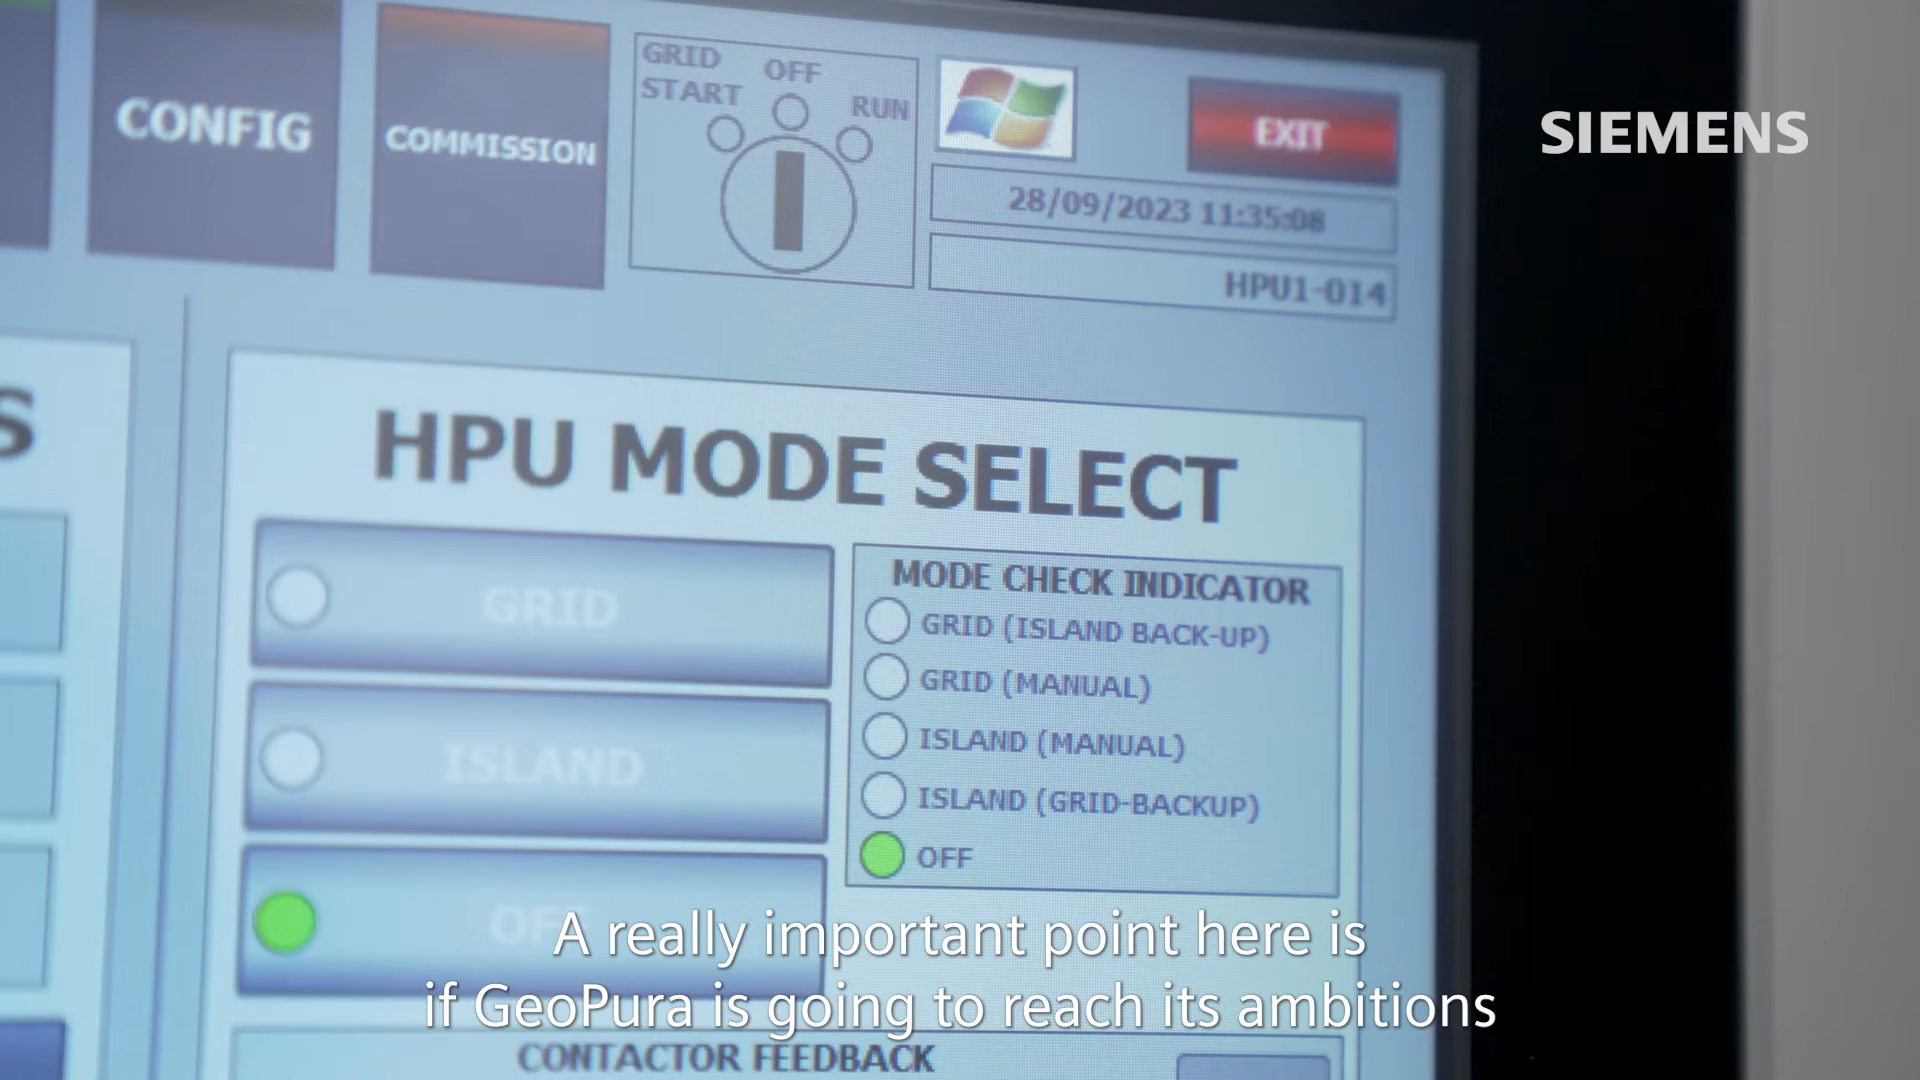 CONFIG
COMMISSION
GRID
START
OFF
RUN
EXIT
SIEMENS
28/09/2023 11:35:08
HPU1-014
S
HPU MODE SELECT
GRID
ISLAND
OFF
MODE CHECK INDICATOR
GRID (ISLAND BACK-UP)
GRID (MANUAL)
ISLAND (MANUAL)
ISLAND (GRID-BACKUP)
OFF
A really important point here is
if GeoPura is going to reach its ambitions
CONTACTOR FEEDBACK